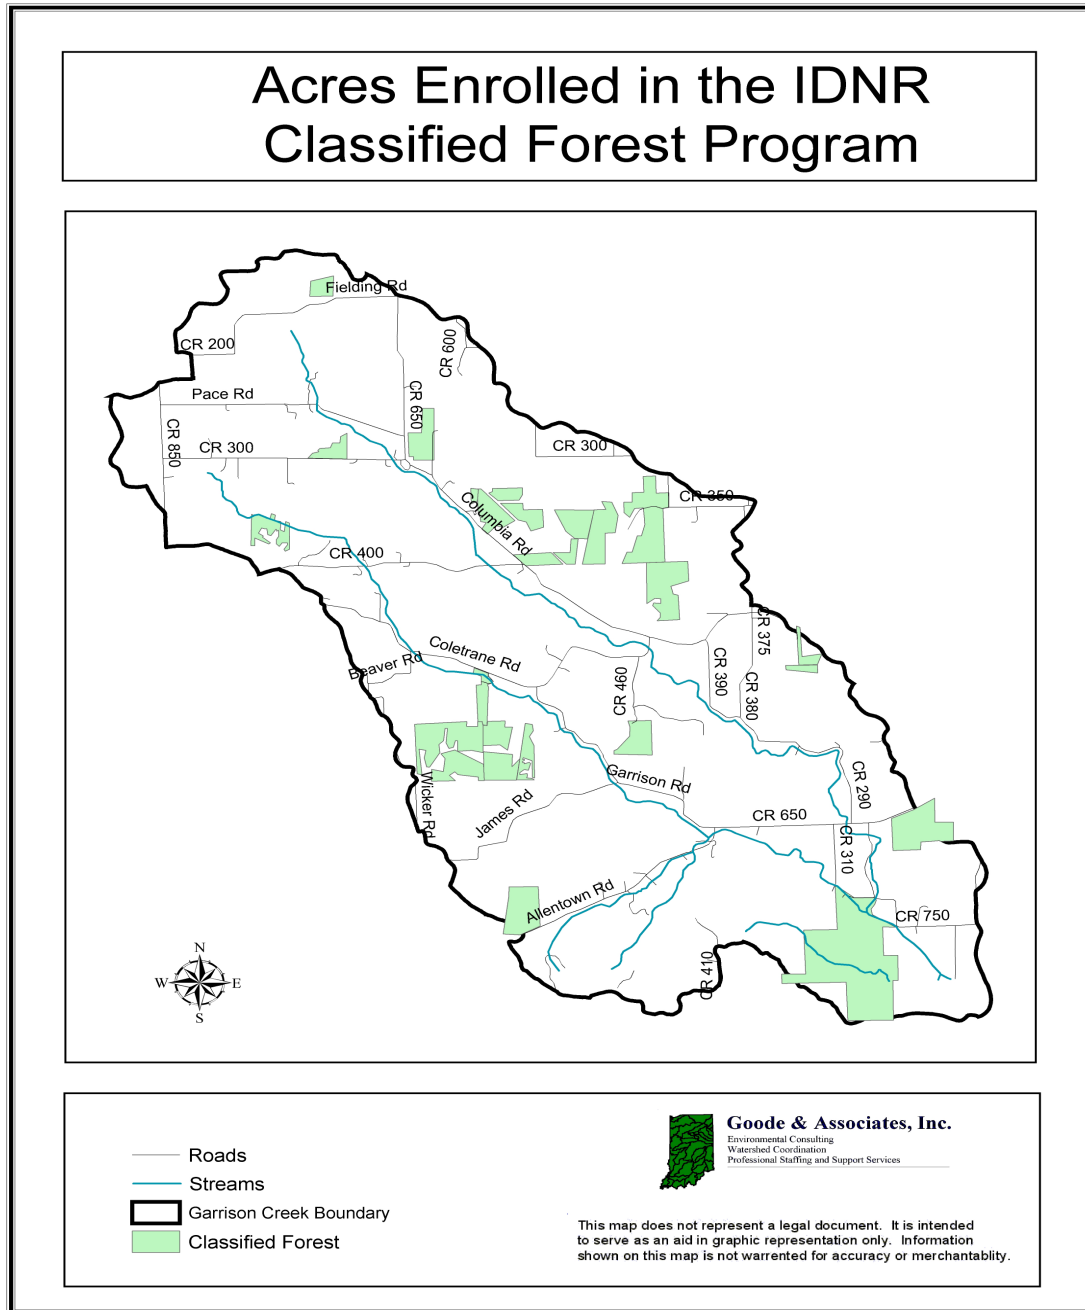 Acres Enrolled in the IDNR
Classified Forest Program
Fielding Rd
CR 200
CR 600
Pace Rd
CR 650
CR 850
CR 300
CR 300
CR 350
Columbia Rd
CR 400
CR 375
Coletrane Rd
Beaver Rd
CR 390
CR 460
CR 380
Garrison Rd
Wicker Rd
James Rd
CR 290
CR 650
CR 310
Allentown Rd
CR 750
CR 410
N
W
E
S
Roads
Streams
Garrison Creek Boundary
Classified Forest
Goode & Associates, Inc.
Environmental Consulting
Watershed Coordination
Professional Staffing and Support Services
This map does not represent a legal document. It is intended
to serve as an aid in graphic representation only. Information
shown on this map is not warrented for accuracy or merchantablity.